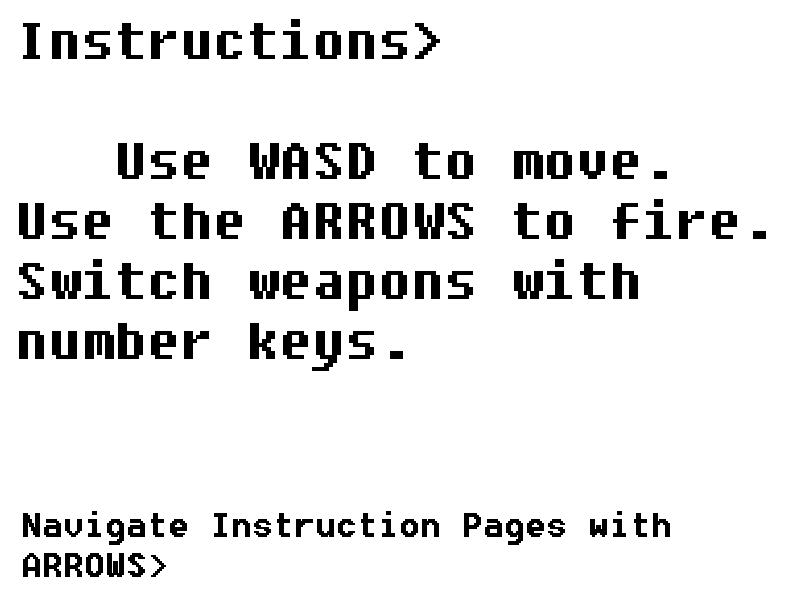 Instructions>
Use WASD to move.
Use the ARROWS to fire.
Switch weapons with
number keys.
Navigate Instruction Pages with
ARROWS>